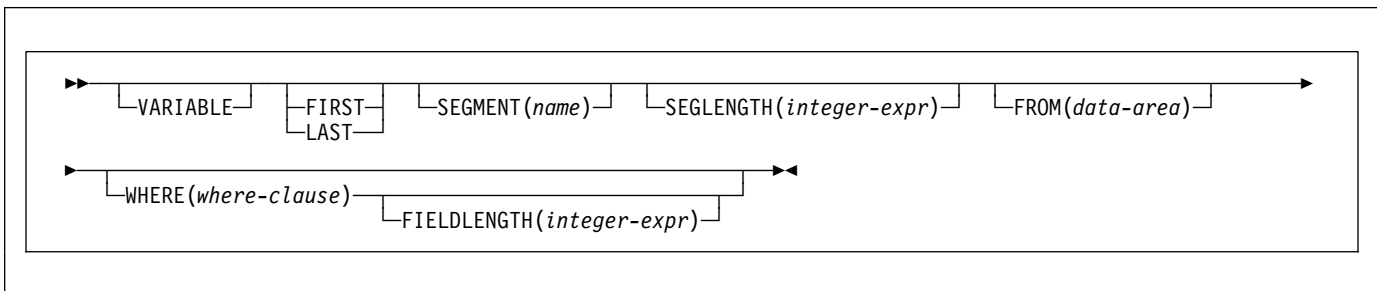 VARIABLE FIRST SEGMENT(name) SEGLENGTH(integer-expr) FROM(data-area)
LAST
WHERE(where-clause)
FIELDLENGTH(integer-expr)